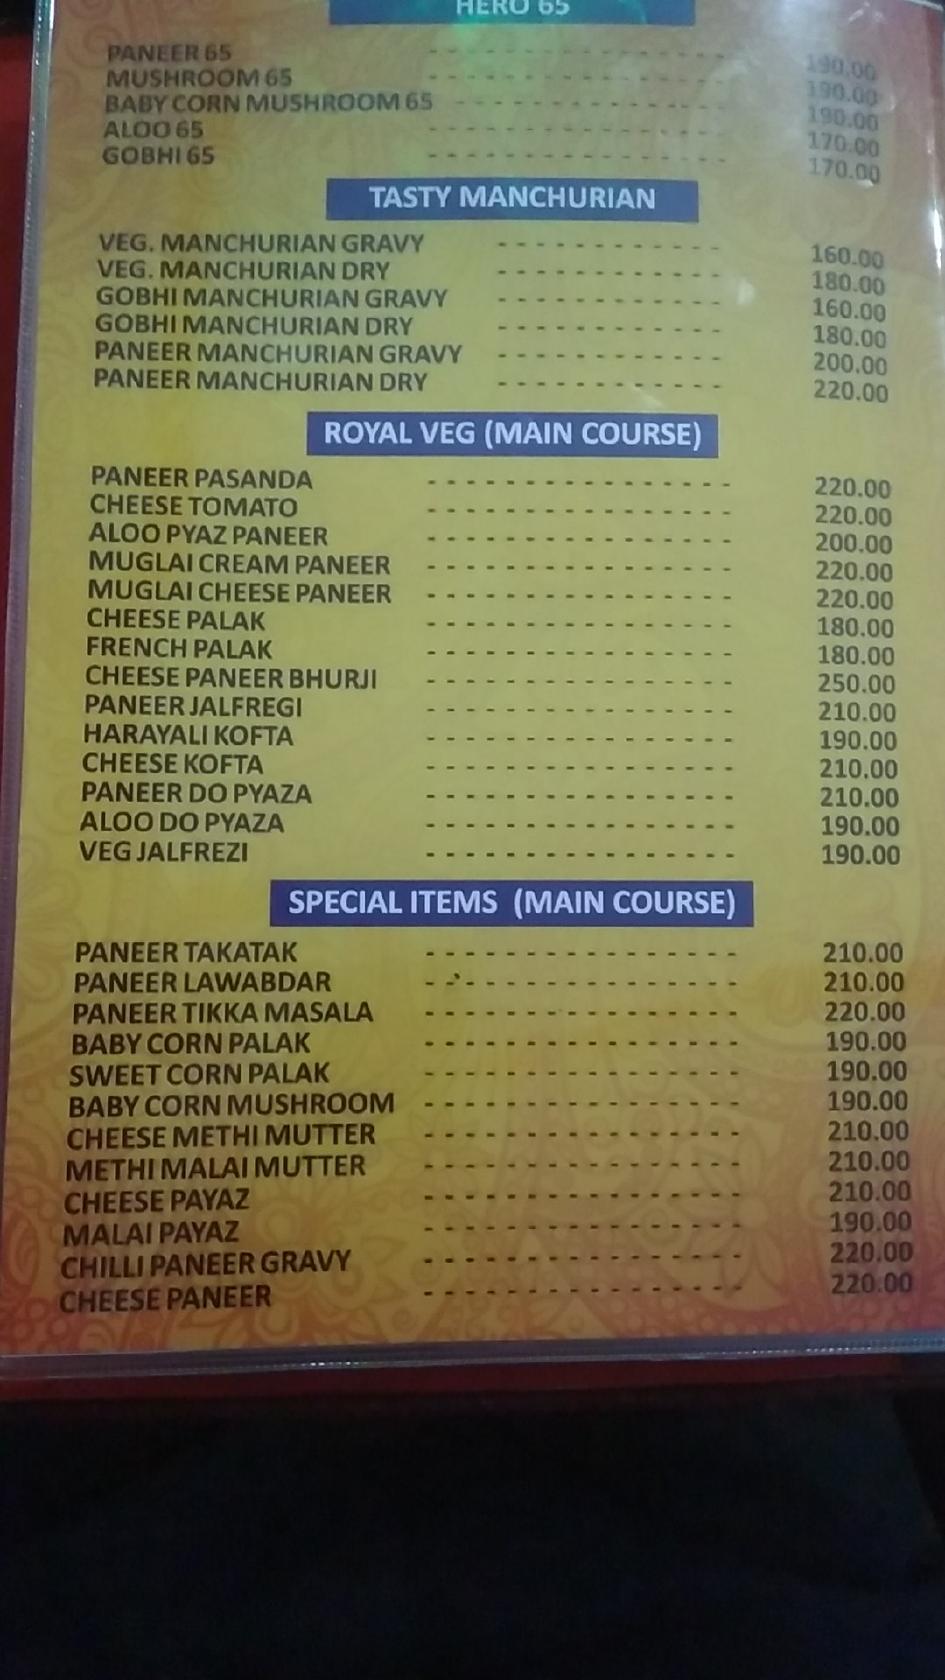 HERO 65
PANEER 65 - - - - - - - - - - - - - - - - 190.00
MUSHROOM 65 - - - - - - - - - - - - - - - - 190.00
BABY CORN MUSHROOM 65 - - - - - - - - - - - - - - - 190.00
ALOO 65 - - - - - - - - - - - - - - - - 170.00
GOBHI 65 - - - - - - - - - - - - - - - - 170.00
TASTY MANCHURIAN
VEG. MANCHURIAN GRAVY - - - - - - - - - - - - 160.00
VEG. MANCHURIAN DRY - - - - - - - - - - - - 180.00
GOBHI MANCHURIAN GRAVY - - - - - - - - - - - - 160.00
GOBHI MANCHURIAN DRY - - - - - - - - - - - - 180.00
PANEER MANCHURIAN GRAVY - - - - - - - - - - - - 200.00
PANEER MANCHURIAN DRY - - - - - - - - - - - - 220.00
ROYAL VEG (MAIN COURSE)
PANEER PASANDA - - - - - - - - - - - - - - - - 220.00
CHEESE TOMATO - - - - - - - - - - - - - - - - 220.00
ALOO PYAZ PANEER - - - - - - - - - - - - - - - - 200.00
MUGLAI CREAM PANEER - - - - - - - - - - - - - - - - 220.00
MUGLAI CHEESE PANEER - - - - - - - - - - - - - - - - 220.00
CHEESE PALAK - - - - - - - - - - - - - - - - 180.00
FRENCH PALAK - - - - - - - - - - - - - - - - 180.00
CHEESE PANEER BHURJI - - - - - - - - - - - - - - - - 250.00
PANEER JALFREGI - - - - - - - - - - - - - - - - 210.00
HARAYALI KOFTA - - - - - - - - - - - - - - - - 190.00
CHEESE KOFTA - - - - - - - - - - - - - - - - 210.00
PANEER DO PYAZA - - - - - - - - - - - - - - - - 210.00
ALOO DO PYAZA - - - - - - - - - - - - - - - - 190.00
VEG JALFREZI - - - - - - - - - - - - - - - - 190.00
SPECIAL ITEMS (MAIN COURSE)
PANEER TAKATAK - - - - - - - - - - - - - - - - 210.00
PANEER LAWABDAR - - - - - - - - - - - - - - - - 210.00
PANEER TIKKA MASALA - - - - - - - - - - - - - - - - 220.00
BABY CORN PALAK - - - - - - - - - - - - - - - - 190.00
SWEET CORN PALAK - - - - - - - - - - - - - - - - 190.00
BABY CORN MUSHROOM - - - - - - - - - - - - - - - - 190.00
CHEESE METHI MUTTER - - - - - - - - - - - - - - - - 210.00
METHI MALAI MUTTER - - - - - - - - - - - - - - - - 210.00
CHEESE PAYAZ - - - - - - - - - - - - - - - - 210.00
MALAI PAYAZ - - - - - - - - - - - - - - - - 190.00
CHILLI PANEER GRAVY - - - - - - - - - - - - - - - - 220.00
CHEESE PANEER - - - - - - - - - - - - - - - - 220.00